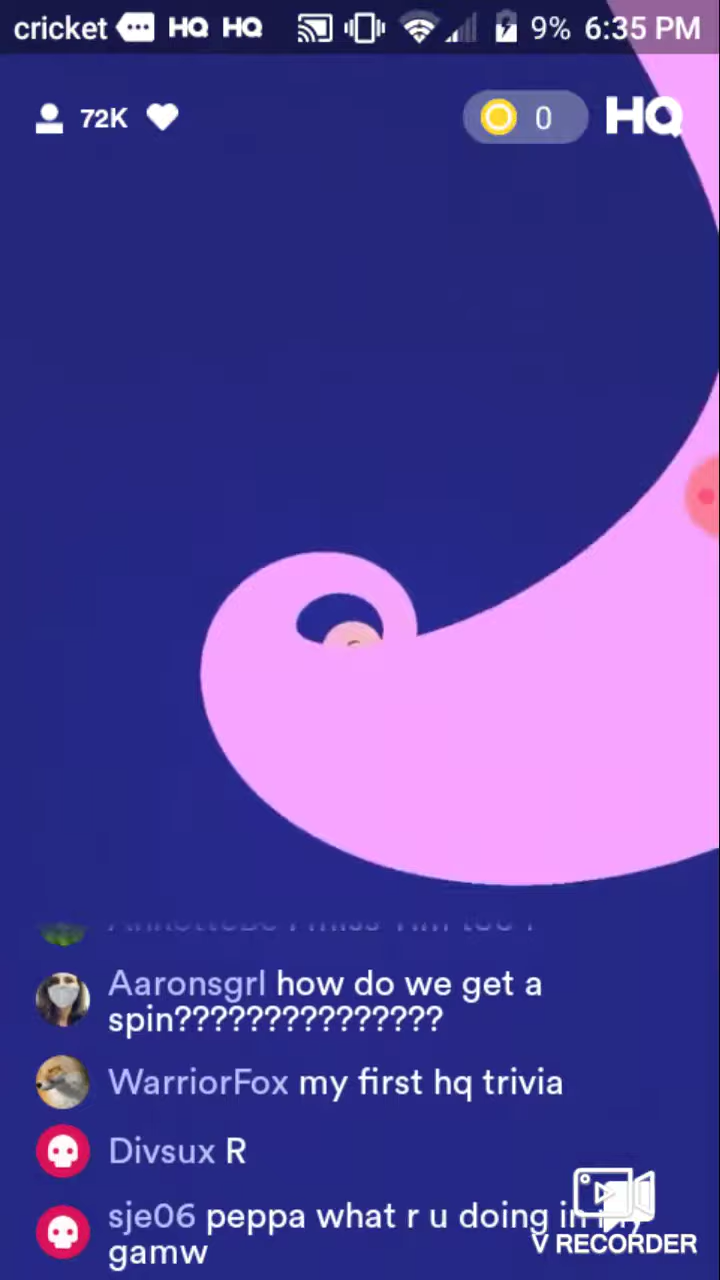 cricket HQ HQ 9% 6:35 PM
72K 0 HQ
Aaronsgrl how do we get a
spin???????????????
WarriorFox my first hq trivia
Divsux R
sje06 peppa what r u doing in
gamw
V RECORDER